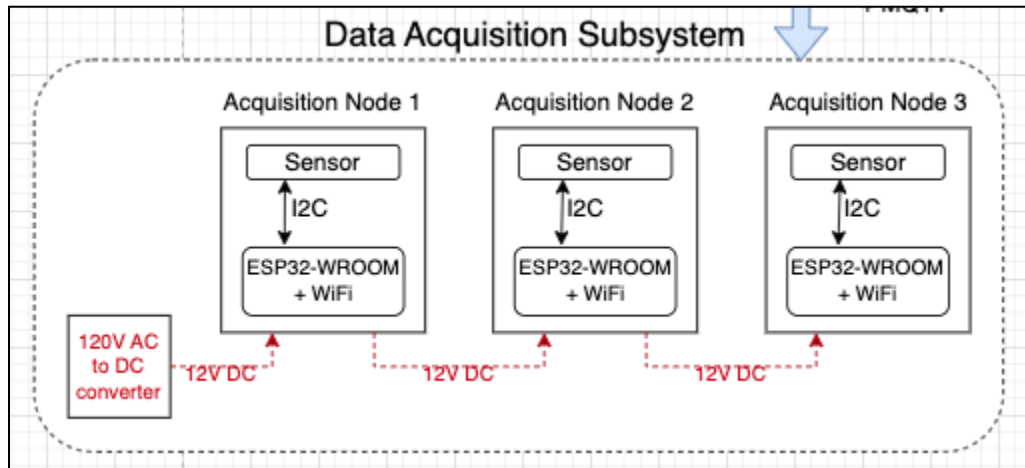 Data Acquisition Subsystem
Acquisition Node 1
Acquisition Node 2
Acquisition Node 3
Sensor
Sensor
Sensor
I2C
I2C
I2C
ESP32-WROOM
+ WiFi
ESP32-WROOM
+ WiFi
ESP32-WROOM
+ WiFi
120V AC
to DC
converter
12V DC
12V DC
12V DC